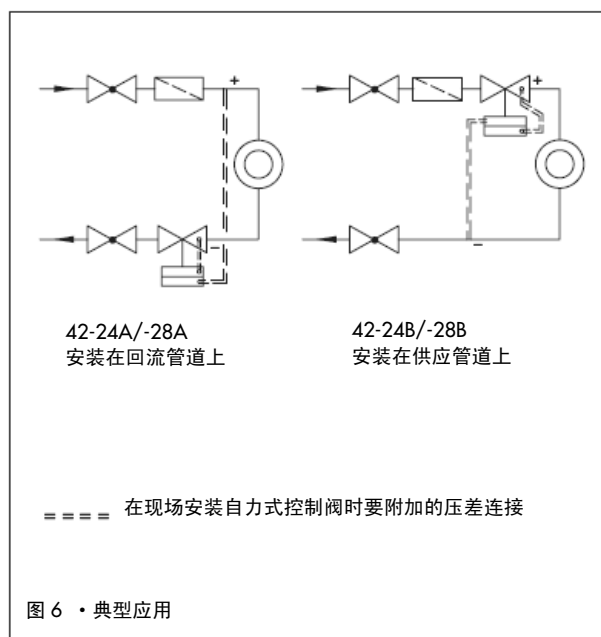 +
+
−
−
42-24A/-28A
安装在回流管道上
42-24B/-28B
安装在供应管道上
在现场安装自力式控制阀时要附加的压差连接
图 6 · 典型应用